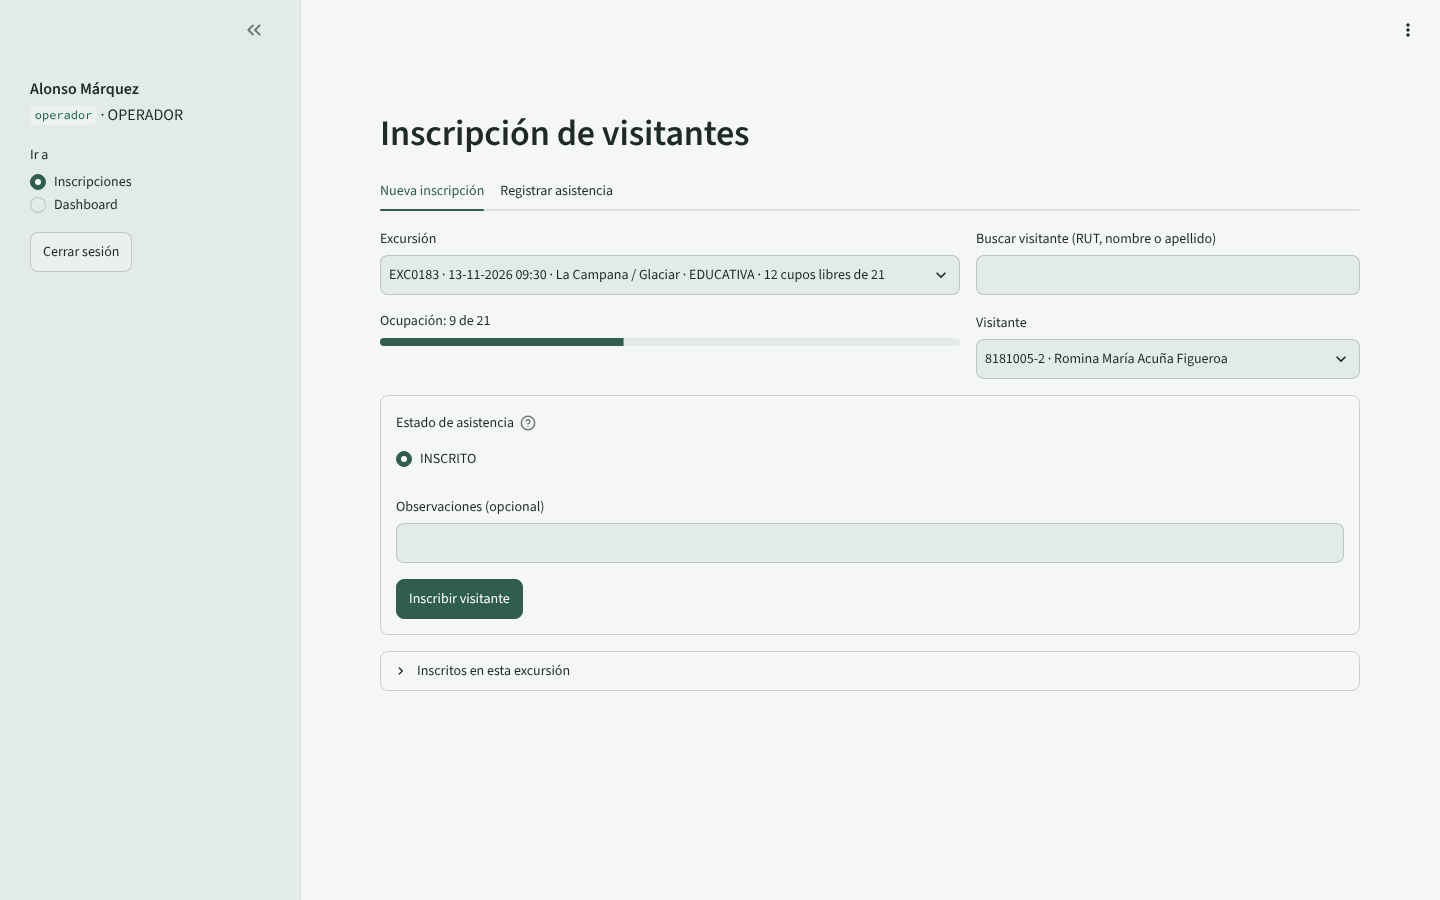 Alonso Márquez
operador · OPERADOR
Ir a
Inscripciones
Dashboard
Cerrar sesión
Inscripción de visitantes
Nueva inscripción
Registrar asistencia
Excursión
EXC0183 · 13-11-2026 09:30 · La Campana / Glaciar · EDUCATIVA · 12 cupos libres de 21
Ocupación: 9 de 21
Buscar visitante (RUT, nombre o apellido)
Visitante
8181005-2 · Romina María Acuña Figueroa
Estado de asistencia
INSCRITO
Observaciones (opcional)
Inscribir visitante
Inscritos en esta excursión